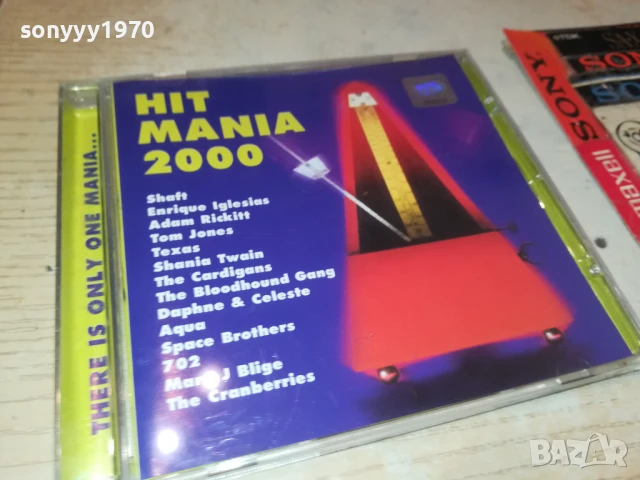 sonyyy1970
HIT
MANIA
2000
Shaft
Enrique Iglesias
Adam Rickitt
Tom Jones
Texas
Shania Twain
The Cardigans
The Bloodhound Gang
Daphne & Celeste
Aqua
Space Brothers
702
Mary J Blige
The Cranberries
THERE IS ONLY ONE MANIA...
SONY
maxell
TDK
BAZAR